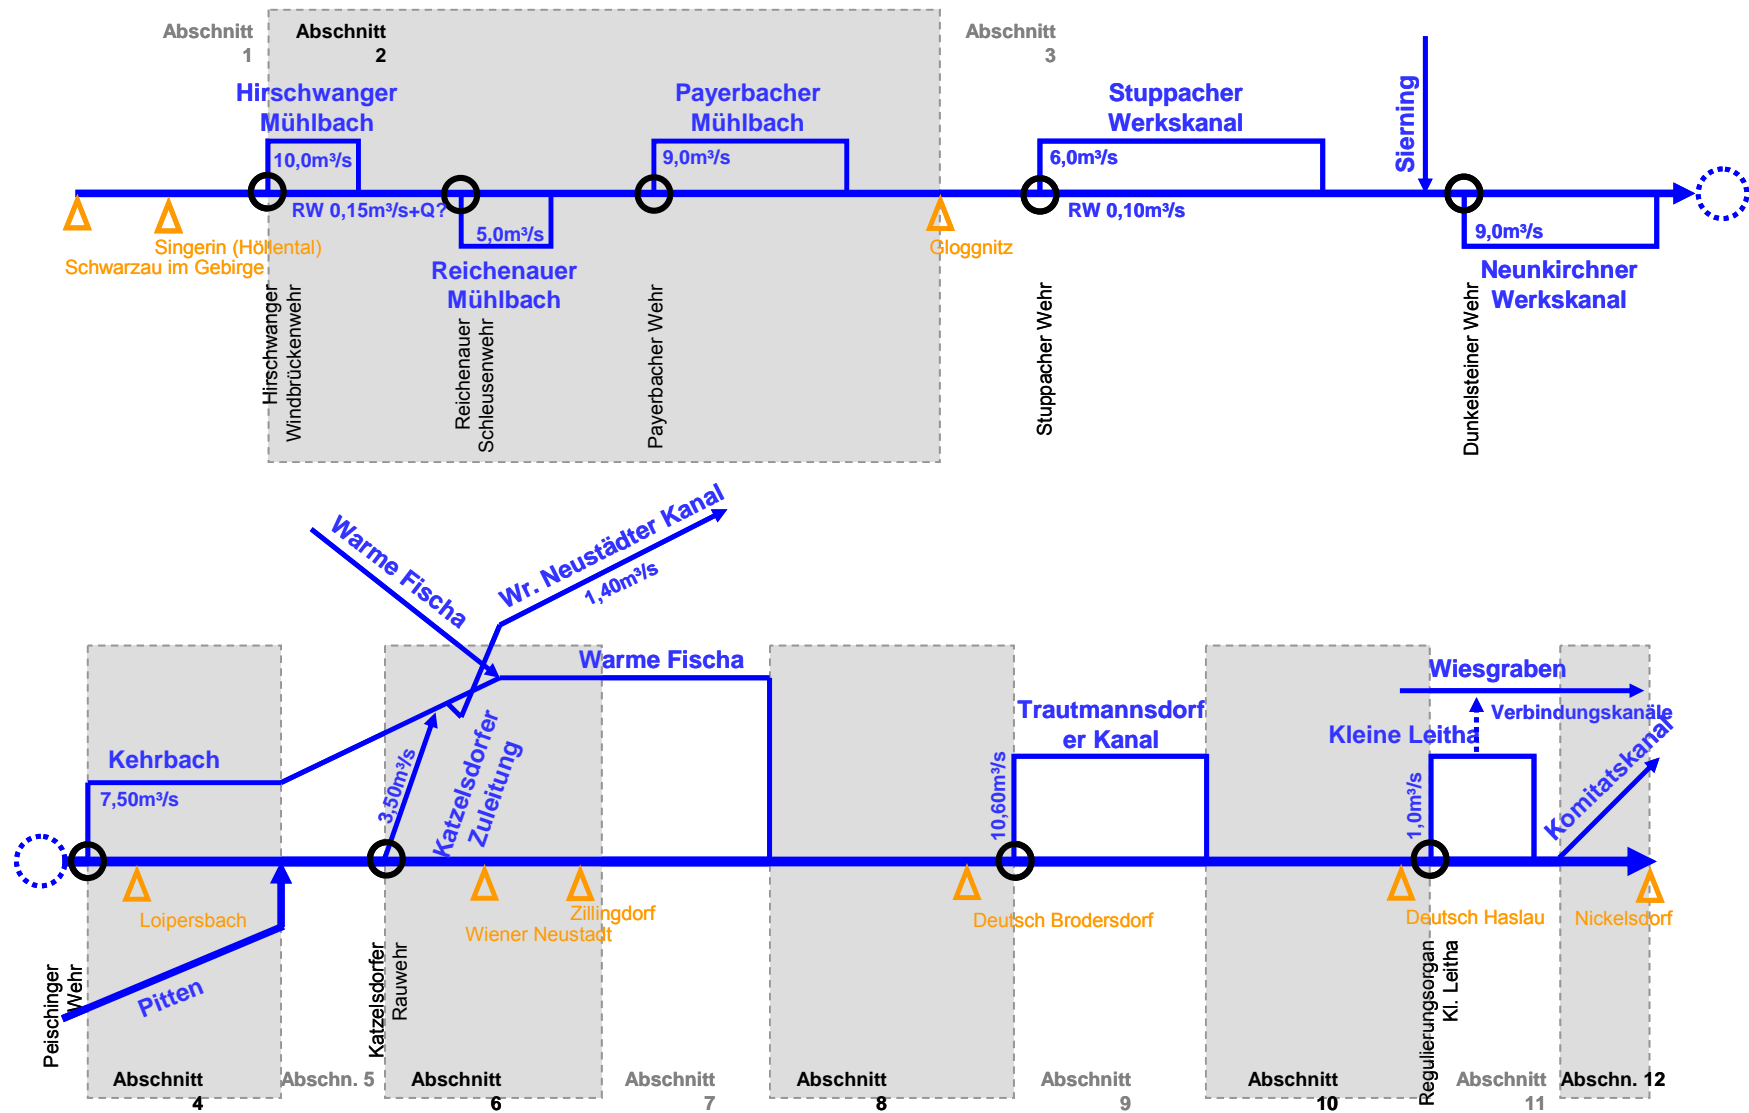 Abschnitt
1
Abschnitt
2
Abschnitt
3
Hirschwanger
Mühlbach
10,0m³/s
Payerbacher
Mühlbach
9,0m³/s
Stuppacher
Werkskanal
6,0m³/s
Sierning
RW 0,15m³/s+Q?
RW 0,10m³/s
5,0m³/s
9,0m³/s
Singerin (Höllental)
Schwarzau im Gebirge
Gloggnitz
Reichenauer
Mühlbach
Neunkirchner
Werkskanal
Hirschwanger
Windbrückenwehr
Reichenauer
Schleusenwehr
Payerbacher Wehr
Stuppacher Wehr
Dunkelsteiner Wehr
Warme Fischa
Wr. Neustädter Kanal
1,40m³/s
Warme Fischa
Kehrbach
7,50m³/s
3,50m³/s
Katzelsdorfer
Zuleitung
Trautmannsdorf
er Kanal
10,60m³/s
Wiesgraben
Verbindungskanäle
Kleine Leitha
1,0m³/s
Komitatskanal
Loipersbach
Wiener Neustadt
Zillingdorf
Deutsch Brodersdorf
Deutsch Haslau
Nickelsdorf
Pitten
Peischinger
Wehr
Katzelsdorfer
Rauwehr
Regulierungsorgan
Kl. Leitha
Abschnitt
4
Abschn. 5
Abschnitt
6
Abschnitt
7
Abschnitt
8
Abschnitt
9
Abschnitt
10
Abschnitt
11
Abschn. 12